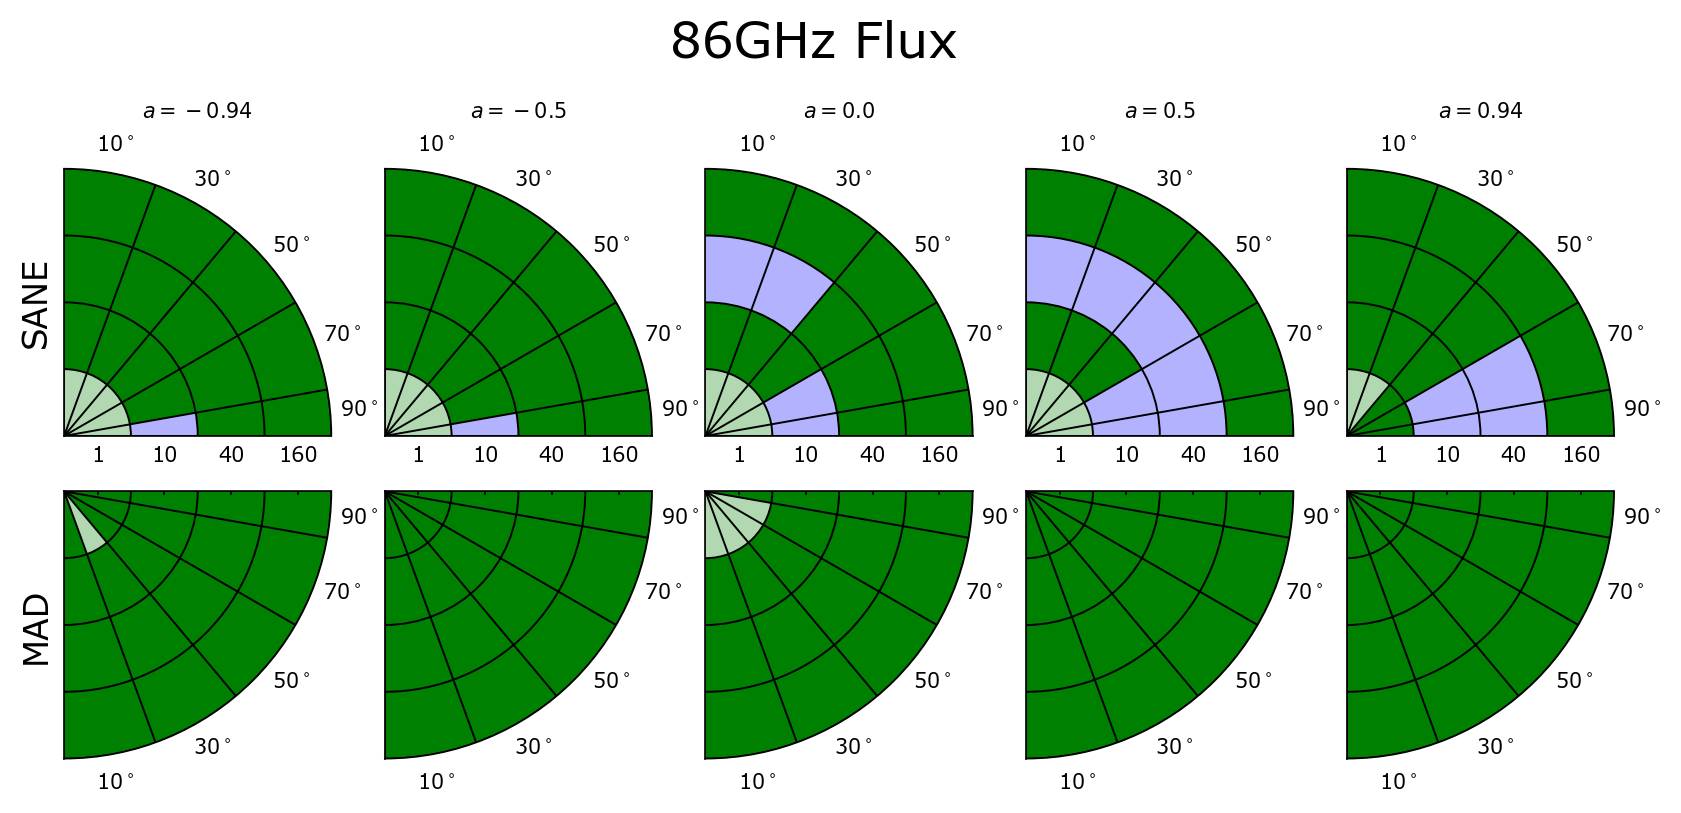 86GHz Flux
a = −0.94 a = −0.5 a = 0.0 a = 0.5 a = 0.94
10° 10° 10° 10° 10°
30° 30° 30° 30° 30°
50° 50° 50° 50° 50°
SANE
70° 70° 70° 70° 70°
90° 90° 90° 90° 90°
1 10 40 160 1 10 40 160 1 10 40 160 1 10 40 160 1 10 40 160
90° 90° 90° 90° 90°
70° 70° 70° 70° 70°
MAD
50° 50° 50° 50° 50°
30° 30° 30° 30° 30°
10° 10° 10° 10° 10°